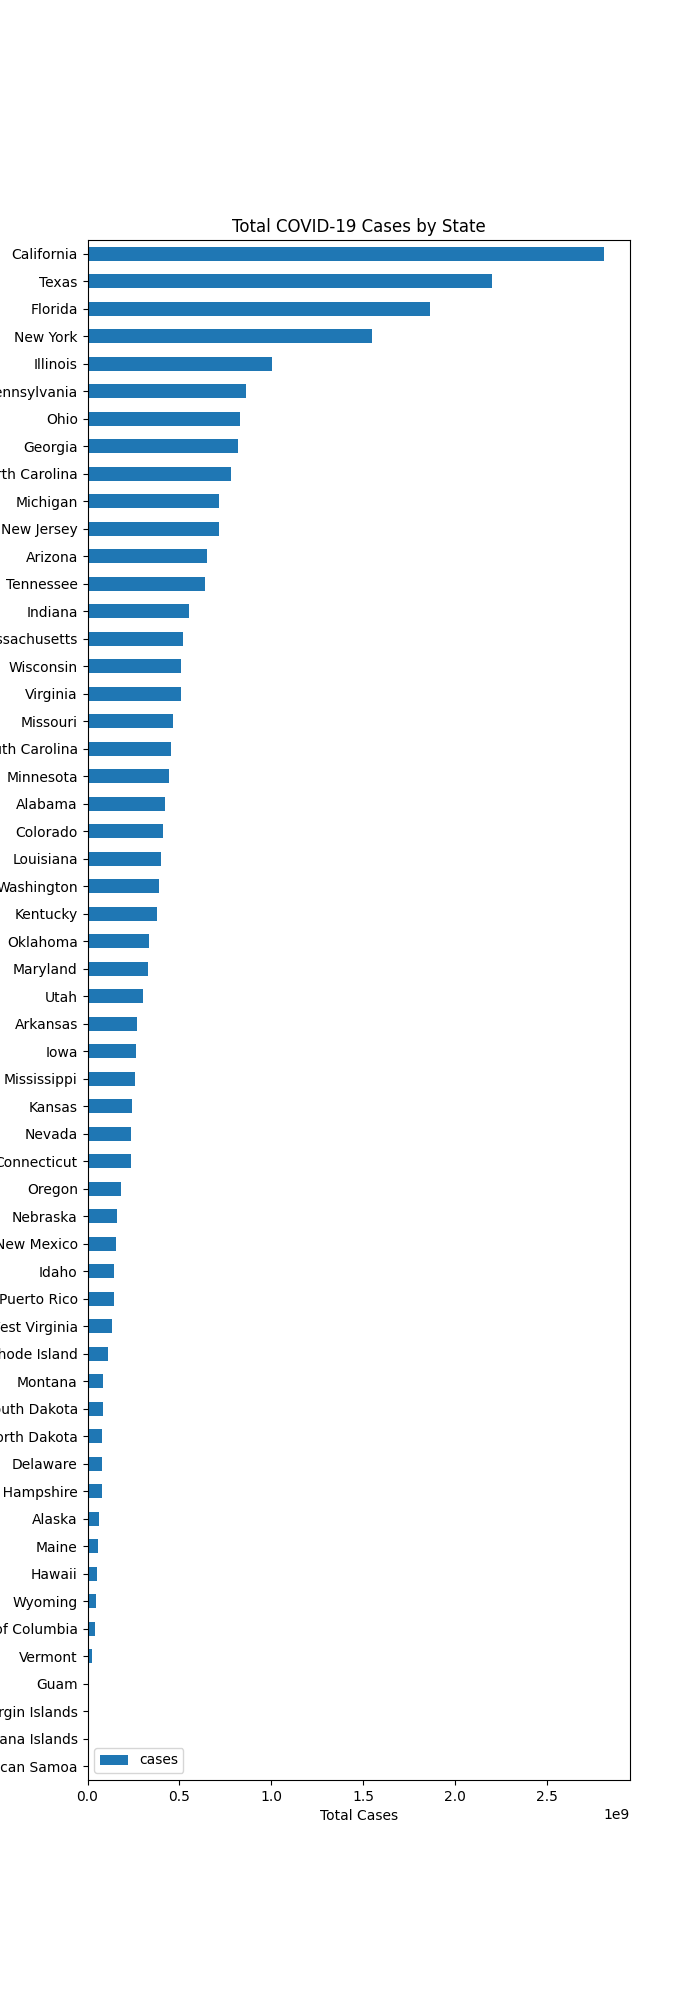 Total COVID-19 Cases by State
California
Texas
Florida
New York
Illinois
ennsylvania
Ohio
Georgia
th Carolina
Michigan
New Jersey
Arizona
Tennessee
Indiana
ssachusetts
Wisconsin
Virginia
Missouri
th Carolina
Minnesota
Alabama
Colorado
Louisiana
Washington
Kentucky
Oklahoma
Maryland
Utah
Arkansas
Iowa
Mississippi
Kansas
Nevada
Connecticut
Oregon
Nebraska
New Mexico
Idaho
Puerto Rico
est Virginia
hode Island
Montana
outh Dakota
orth Dakota
Delaware
Hampshire
Alaska
Maine
Hawaii
Wyoming
of Columbia
Vermont
Guam
rgin Islands
ana Islands
can Samoa
cases
0.0 0.5 1.0 1.5 2.0 2.5
1e9
Total Cases